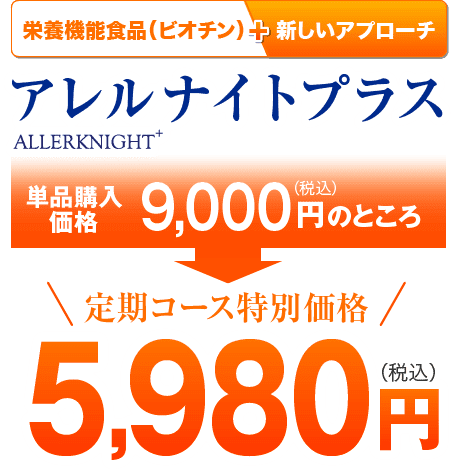 栄養機能食品（ビオチン）＋新しいアプローチ
アレルナイトプラス
ALLERKNIGHT+
単品購入価格 9,000円(税込)のところ
定期コース特別価格
5,980円(税込)